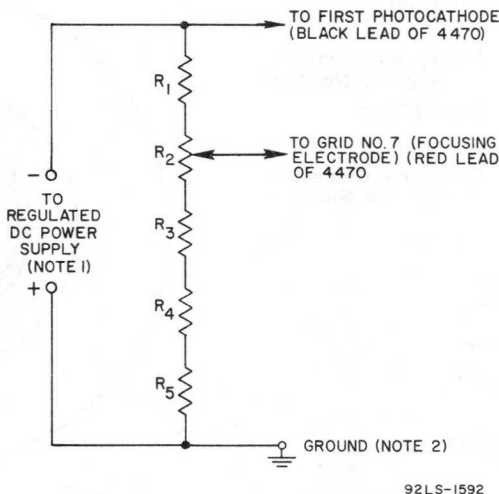 TO FIRST PHOTOCATHODE
(BLACK LEAD OF 4470)
R1
R2
TO GRID NO.7 (FOCUSING
ELECTRODE) (RED LEAD
OF 4470
−
TO
REGULATED
DC POWER
SUPPLY
(NOTE 1)
+
R3
R4
R5
GROUND (NOTE 2)
92LS-1592